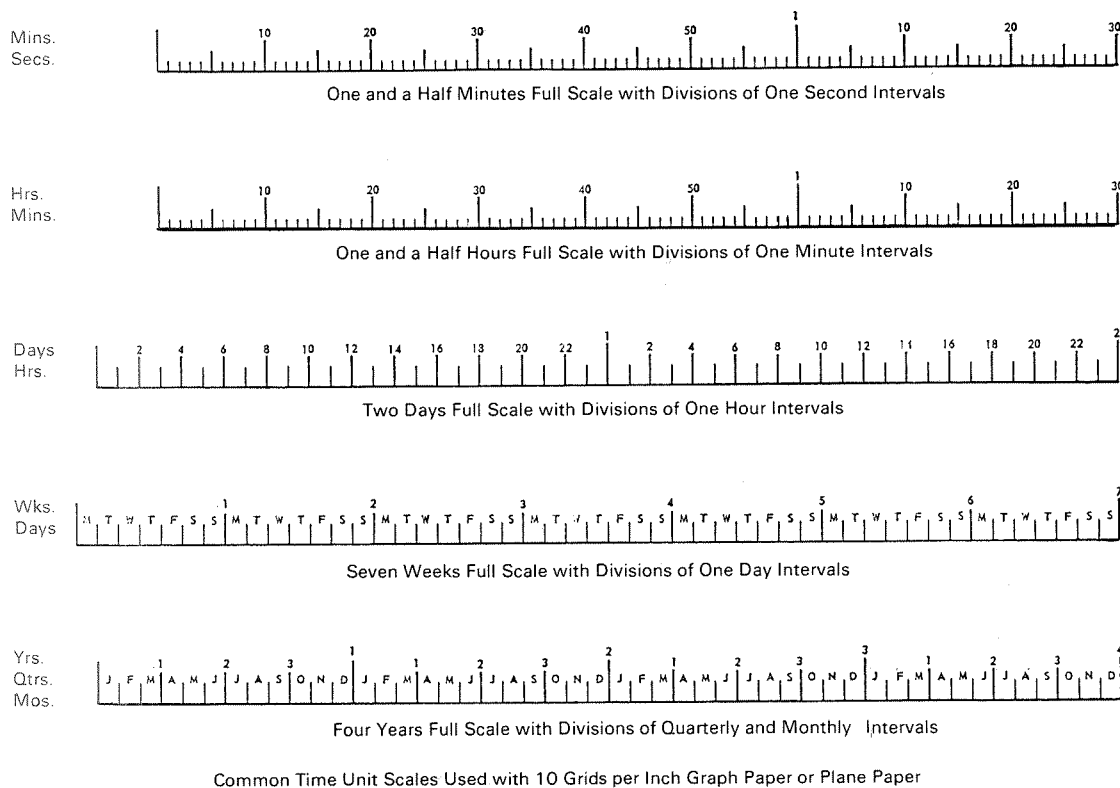 Mins.
10 20 30 40 50 1 10 20 30
Secs.
One and a Half Minutes Full Scale with Divisions of One Second Intervals
Hrs.
10 20 30 40 50 1 10 20 30
Mins.
One and a Half Hours Full Scale with Divisions of One Minute Intervals
Days
2 4 6 8 10 12 14 16 18 20 22 1 2 4 6 8 10 12 14 16 18 20 22 2
Hrs.
Two Days Full Scale with Divisions of One Hour Intervals
Wks.
1 2 3 4 5 6 7
M T W T F S S M T W T F S S M T W T F S S M T W T F S S M T W T F S S M T W T F S S M T W T F S S
Days
Seven Weeks Full Scale with Divisions of One Day Intervals
Yrs.
1 2 3 4
Qtrs.
1 2 3 1 2 3 1 2 3 1 2 3
J F M A M J J A S O N D J F M A M J J A S O N D J F M A M J J A S O N D J F M A M J J A S O N D
Mos.
Four Years Full Scale with Divisions of Quarterly and Monthly Intervals
Common Time Unit Scales Used with 10 Grids per Inch Graph Paper or Plane Paper